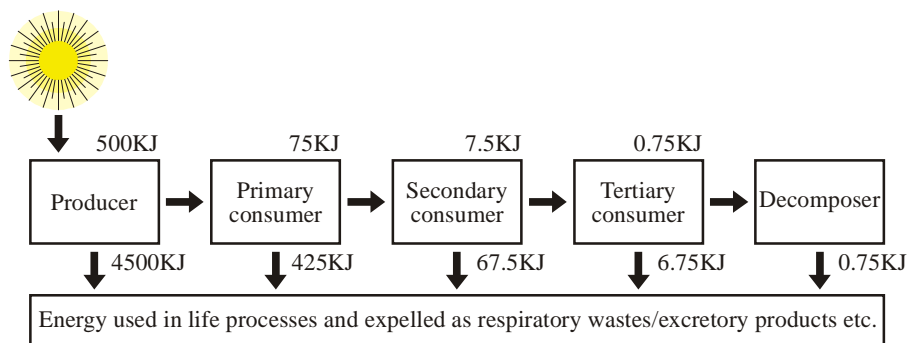 500KJ 75KJ 7.5KJ 0.75KJ
Producer
Primary
consumer
Secondary
consumer
Tertiary
consumer
Decomposer
4500KJ 425KJ 67.5KJ 6.75KJ 0.75KJ
Energy used in life processes and expelled as respiratory wastes/excretory products etc.